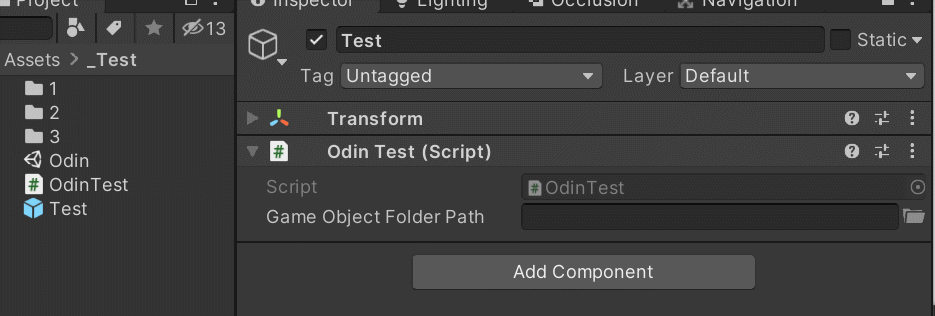 Project
13
Assets > _Test
1
2
3
Odin
OdinTest
Test
Inspector
Lighting
Occlusion
Navigation
Test
Static
Tag
Untagged
Layer
Default
Transform
Odin Test (Script)
Script
OdinTest
Game Object Folder Path
Add Component